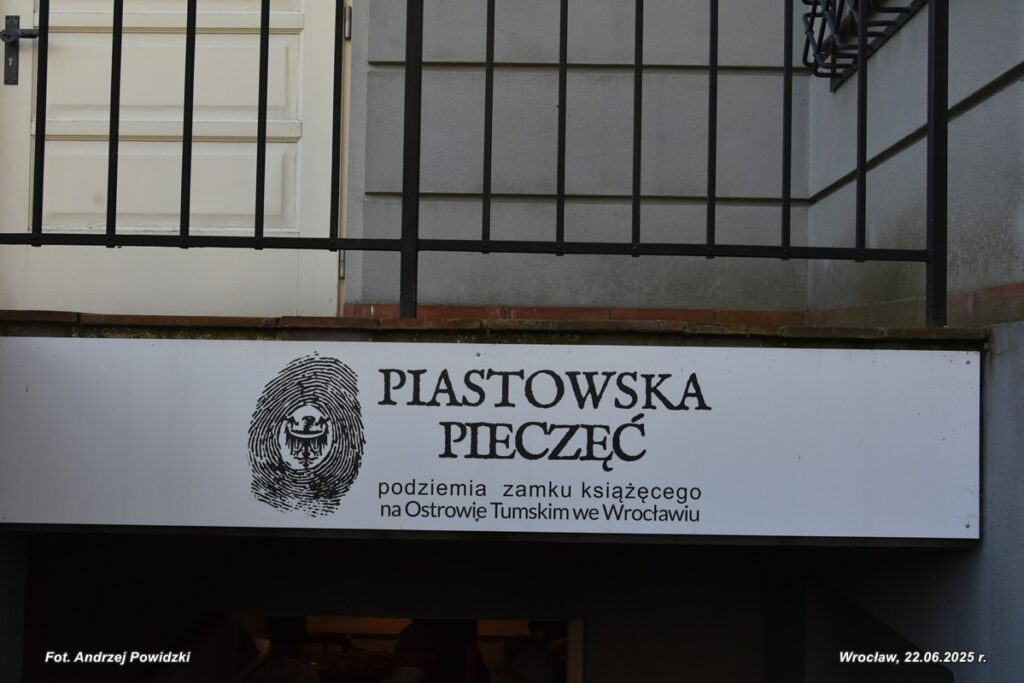 PIASTOWSKA
PIECZĘĆ
podziemia zamku książęcego
na Ostrowie Tumskim we Wrocławiu
Fot. Andrzej Powidzki
Wrocław, 22.06.2025 r.